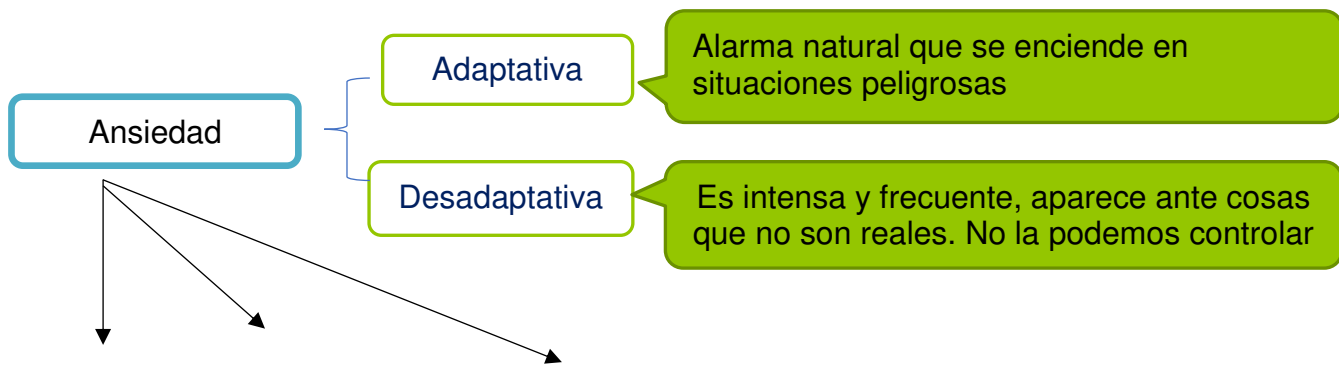 Ansiedad
Adaptativa
Alarma natural que se enciende en
situaciones peligrosas
Desadaptativa
Es intensa y frecuente, aparece ante cosas
que no son reales. No la podemos controlar